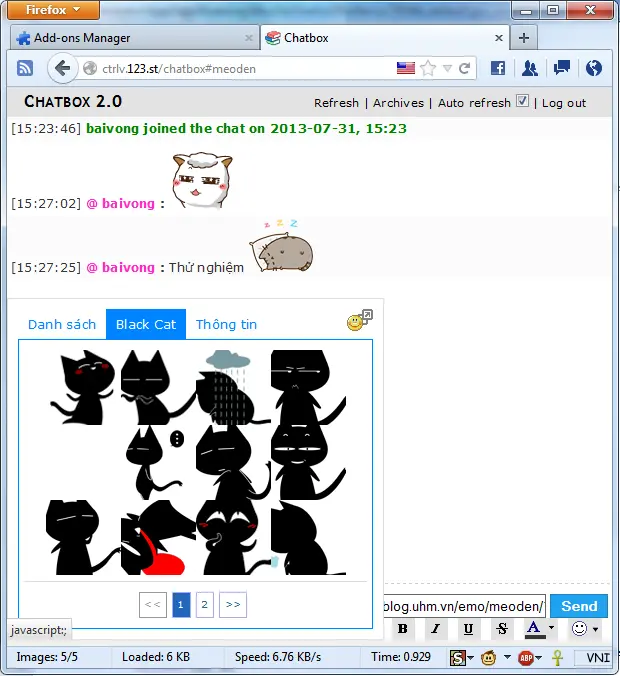 Firefox
Add-ons Manager
Chatbox
ctrlv.123.st/chatbox#meoden
CHATBOX 2.0
Refresh | Archives | Auto refresh | Log out
[15:23:46] baivong joined the chat on 2013-07-31, 15:23
[15:27:02] @ baivong :
z z Z
[15:27:25] @ baivong : Thử nghiệm
Danh sách
Black Cat
Thông tin
<< 1 2 >>
blog.uhm.vn/emo/meoden/
Send
javascript:;
B I U S A
Images: 5/5
Loaded: 6 KB
Speed: 6.76 KB/s
Time: 0.929
S
ABP
VNI